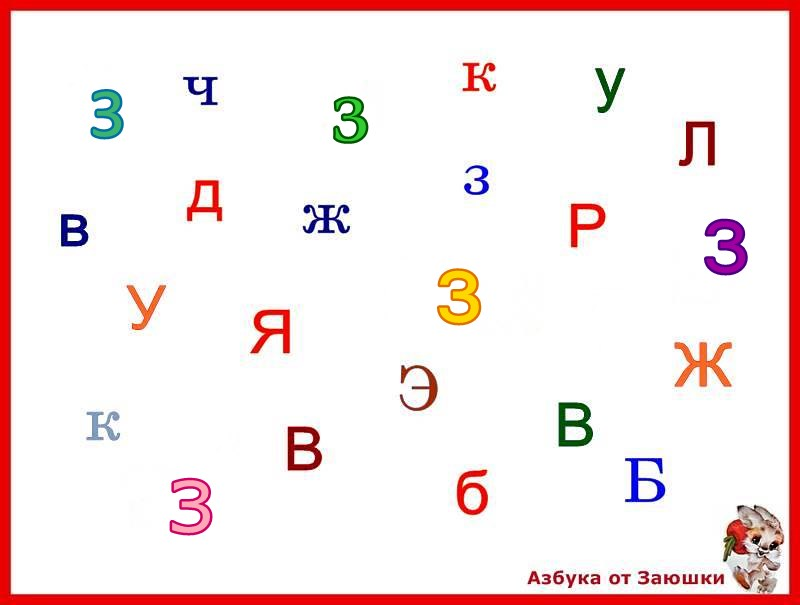 З ч З к у
Л
в д ж з Р З
У Я З
Ж
к В Э В
З б Б
Азбука от Заюшки